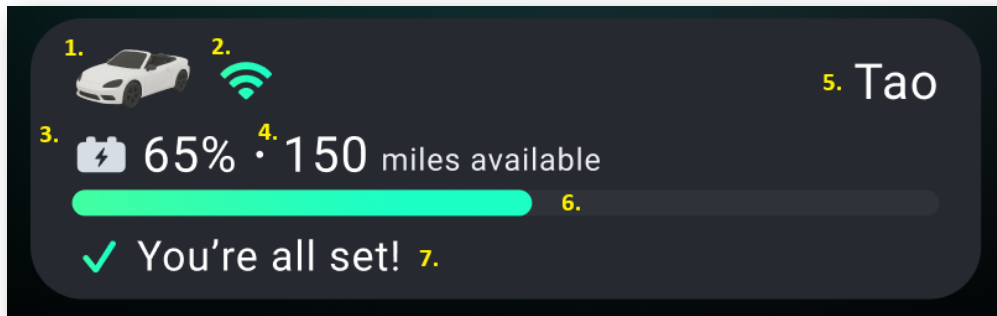 1. 2. 5. Tao
3. 65% 4. · 150 miles available
6.
You're all set! 7.